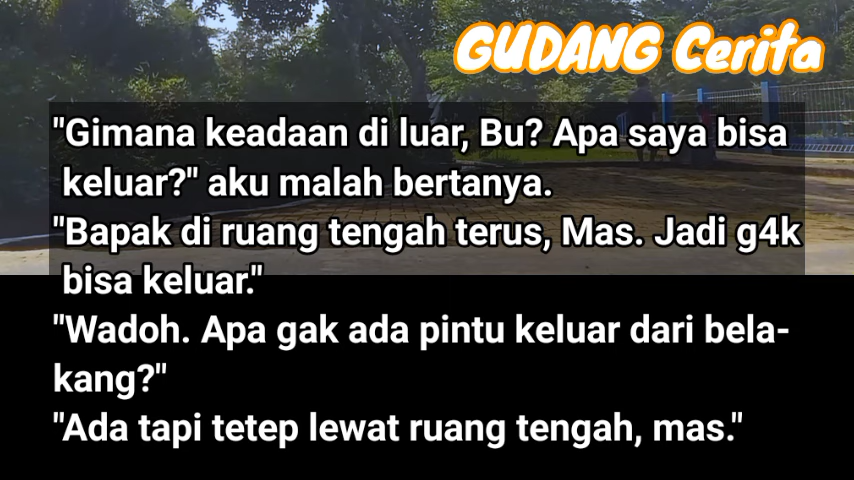 GUDANG Cerita
"Gimana keadaan di luar, Bu? Apa saya bisa
keluar?" aku malah bertanya.
"Bapak di ruang tengah terus, Mas. Jadi g4k
bisa keluar."
"Wadoh. Apa gak ada pintu keluar dari bela-
kang?"
"Ada tapi tetep lewat ruang tengah, mas."